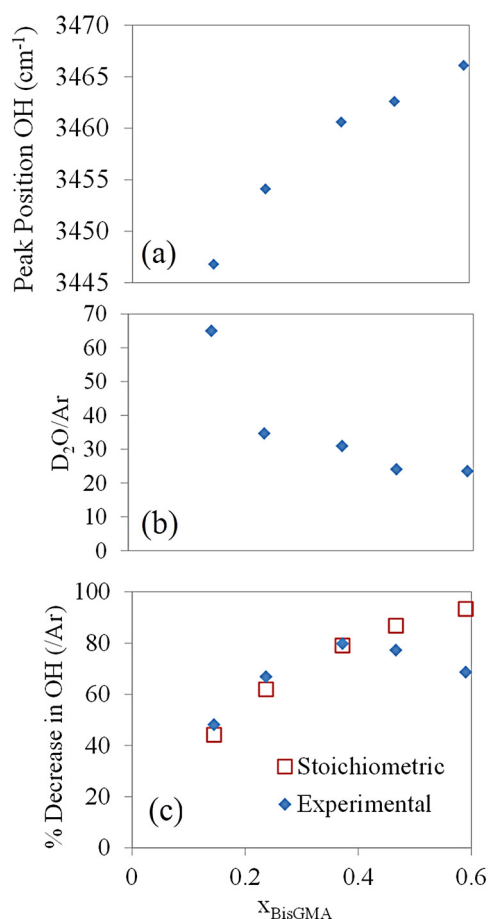 Peak Position OH (cm⁻¹)
3470
3465
3460
3455
3450
3445
(a)
D₂O/Ar
70
60
50
40
30
20
10
0
(b)
% Decrease in OH (/Ar)
100
80
60
40
20
0
Stoichiometric
Experimental
(c)
0 0.2 0.4 0.6
x_BisGMA